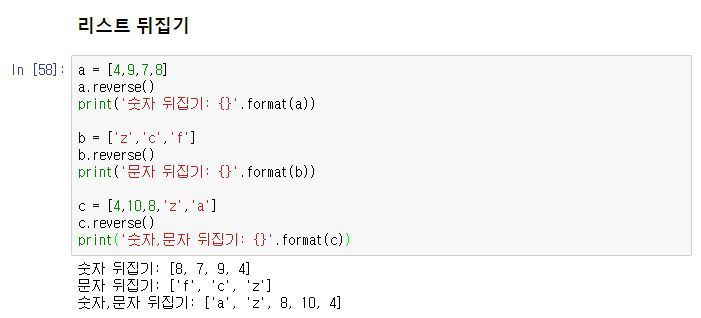 리스트 뒤집기
In [58]:
a = [4,9,7,8]
a.reverse()
print('숫자 뒤집기: {}'.format(a))
b = ['z','c','f']
b.reverse()
print('문자 뒤집기: {}'.format(b))
c = [4,10,8,'z','a']
c.reverse()
print('숫자,문자 뒤집기: {}'.format(c))
숫자 뒤집기: [8, 7, 9, 4]
문자 뒤집기: ['f', 'c', 'z']
숫자,문자 뒤집기: ['a', 'z', 8, 10, 4]